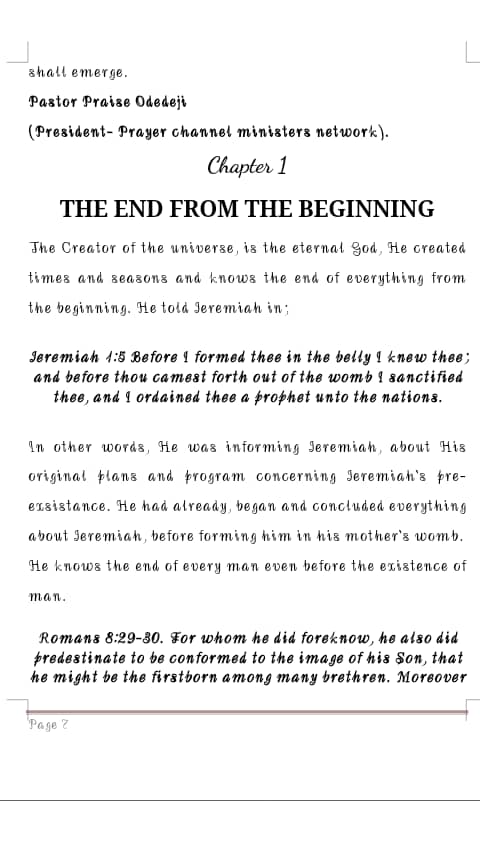 shall emerge.
Pastor Praise Odedeji
(President- Prayer channel ministers network).
Chapter 1
THE END FROM THE BEGINNING
The Creator of the universe, is the eternal God, He created
times and seasons and knows the end of everything from
the beginning. He told Jeremiah in;
Jeremiah 1:5 Before I formed thee in the belly I knew thee;
and before thou camest forth out of the womb I sanctified
thee, and I ordained thee a prophet unto the nations.
In other words, He was informing Jeremiah, about His
original plans and program concerning Jeremiah's pre-
exsistance. He had already, began and concluded everything
about Jeremiah, before forming him in his mother's womb.
He knows the end of every man even before the existence of
man.
Romans 8:29-30. For whom he did foreknow, he also did
predestinate to be conformed to the image of his Son, that
he might be the firstborn among many brethren. Moreover
Page